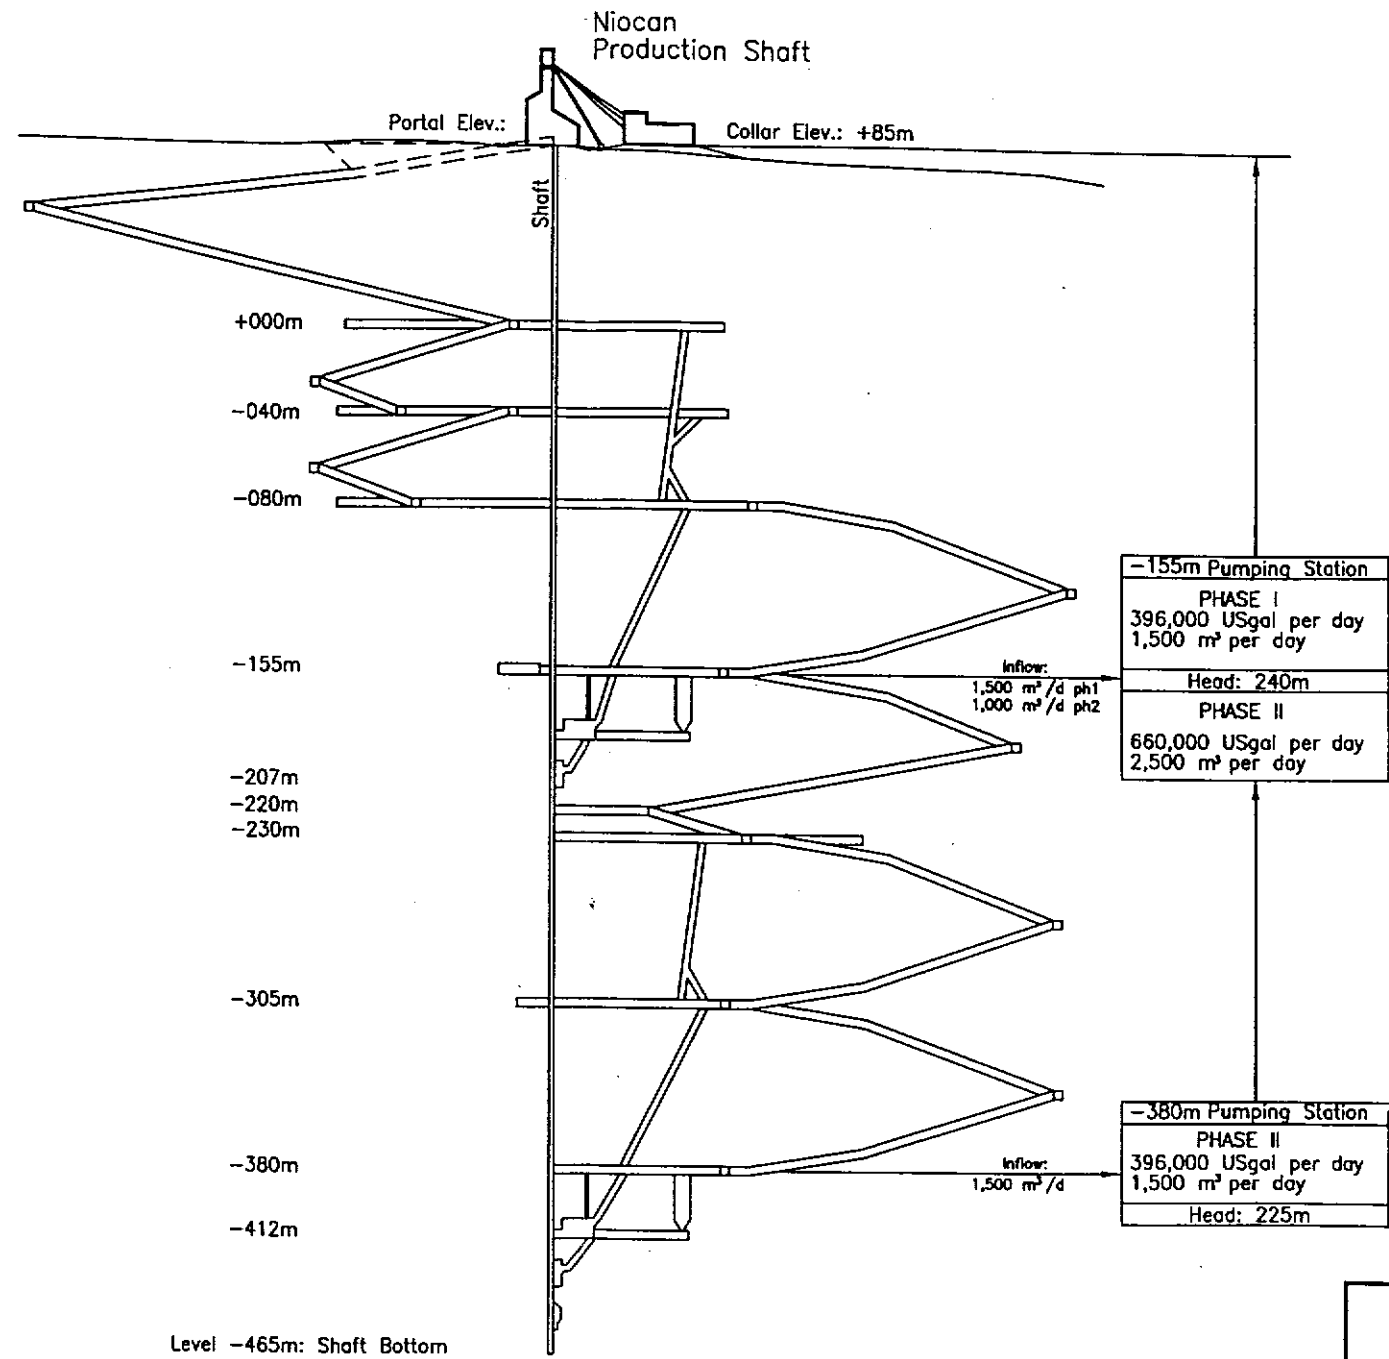 Niocan
Production Shaft
Portal Elev.:
Collar Elev.: +85m
Shaft
+000m
-040m
-080m
-155m
-207m
-220m
-230m
-305m
-380m
-412m
Level -465m: Shaft Bottom
Inflow:
1,500 m³/d ph1
1,000 m³/d ph2
-155m Pumping Station
PHASE I
396,000 USgal per day
1,500 m³ per day
Head: 240m
PHASE II
660,000 USgal per day
2,500 m³ per day
Inflow:
1,500 m³/d
-380m Pumping Station
PHASE II
396,000 USgal per day
1,500 m³ per day
Head: 225m